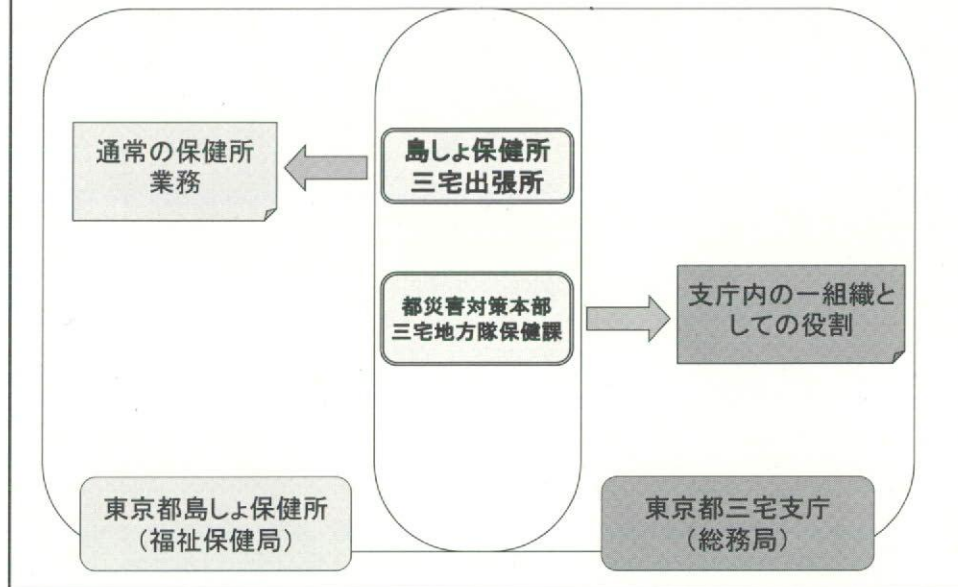 通常の保健所
業務
島しょ保健所
三宅出張所
都災害対策本部
三宅地方隊保健課
支庁内の一組織と
しての役割
東京都島しょ保健所
（福祉保健局）
東京都三宅支庁
（総務局）